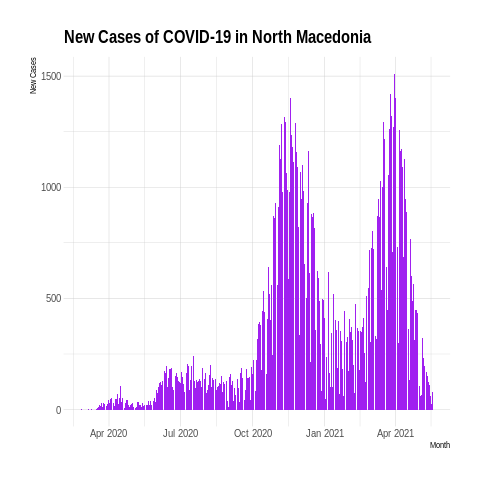 New Cases of COVID-19 in North Macedonia
New Cases
1500
1000
500
0
Apr 2020 Jul 2020 Oct 2020 Jan 2021 Apr 2021
Month